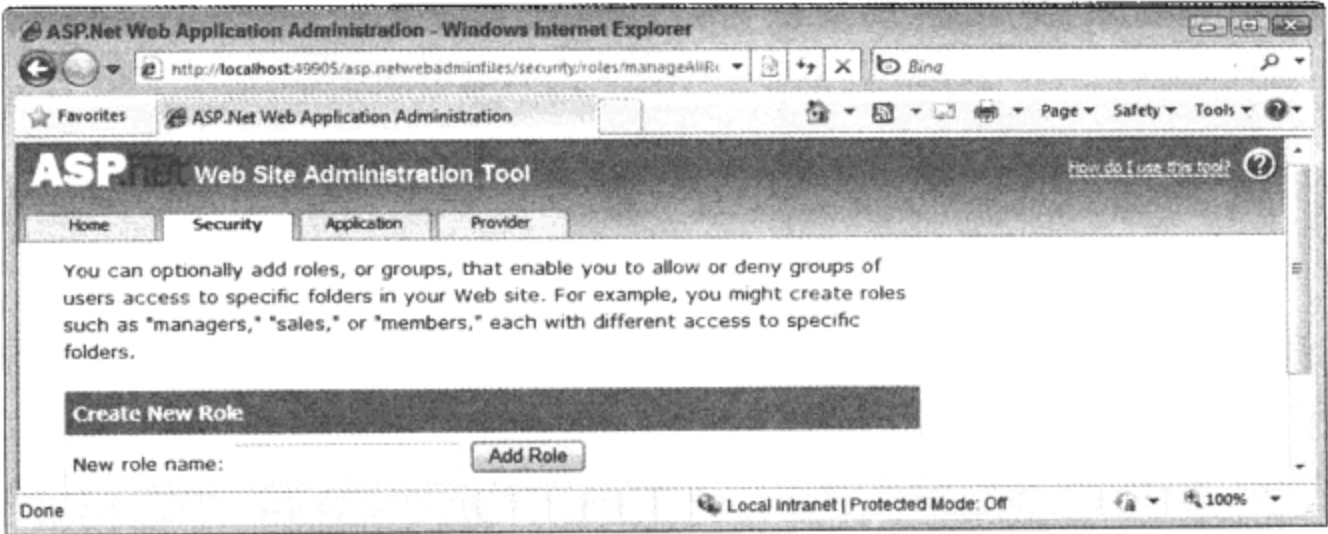 ASP.Net Web Application Administration - Windows Internet Explorer
http://localhost:49905/asp.netwebadminfiles/security/roles/manageAllRo
Bing
Favorites
ASP.Net Web Application Administration
Page
Safety
Tools
ASP.net Web Site Administration Tool
How do I use this tool?
Home
Security
Application
Provider
You can optionally add roles, or groups, that enable you to allow or deny groups of
users access to specific folders in your Web site. For example, you might create roles
such as "managers," "sales," or "members," each with different access to specific
folders.
Create New Role
New role name:
Add Role
Done
Local intranet | Protected Mode: Off
100%